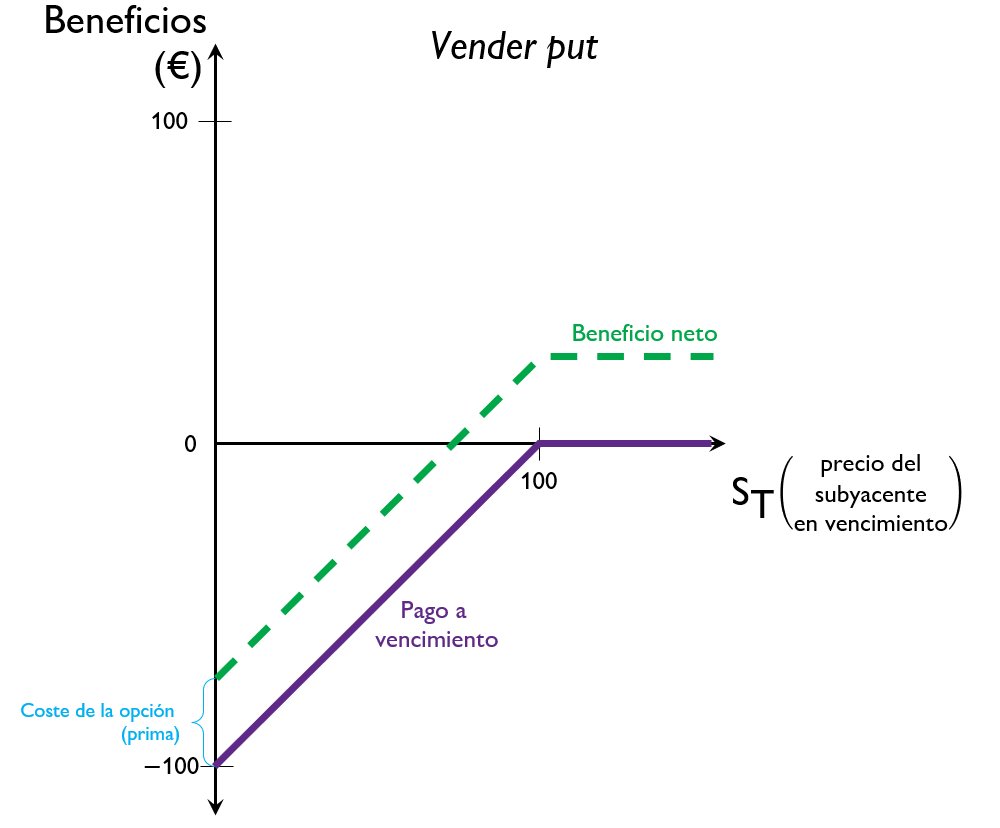 Beneficios
(€)
Vender put
100
Beneficio neto
0
100
S_T (precio del
subyacente
en vencimiento)
Pago a
vencimiento
Coste de la opción
(prima)
−100